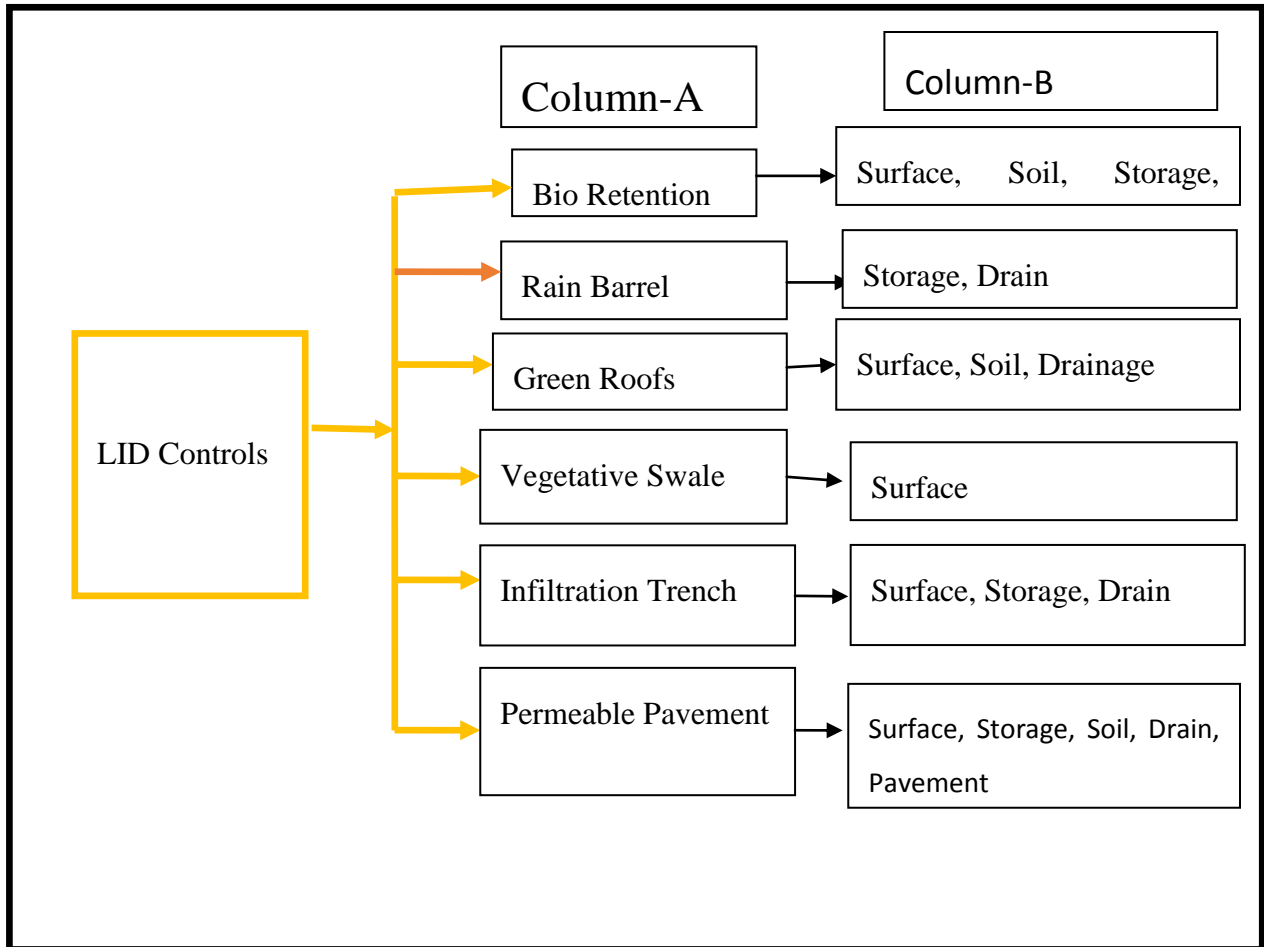 Column-A
Column-B
Bio Retention
Surface, Soil, Storage,
Rain Barrel
Storage, Drain
Green Roofs
Surface, Soil, Drainage
LID Controls
Vegetative Swale
Surface
Infiltration Trench
Surface, Storage, Drain
Permeable Pavement
Surface, Storage, Soil, Drain,
Pavement